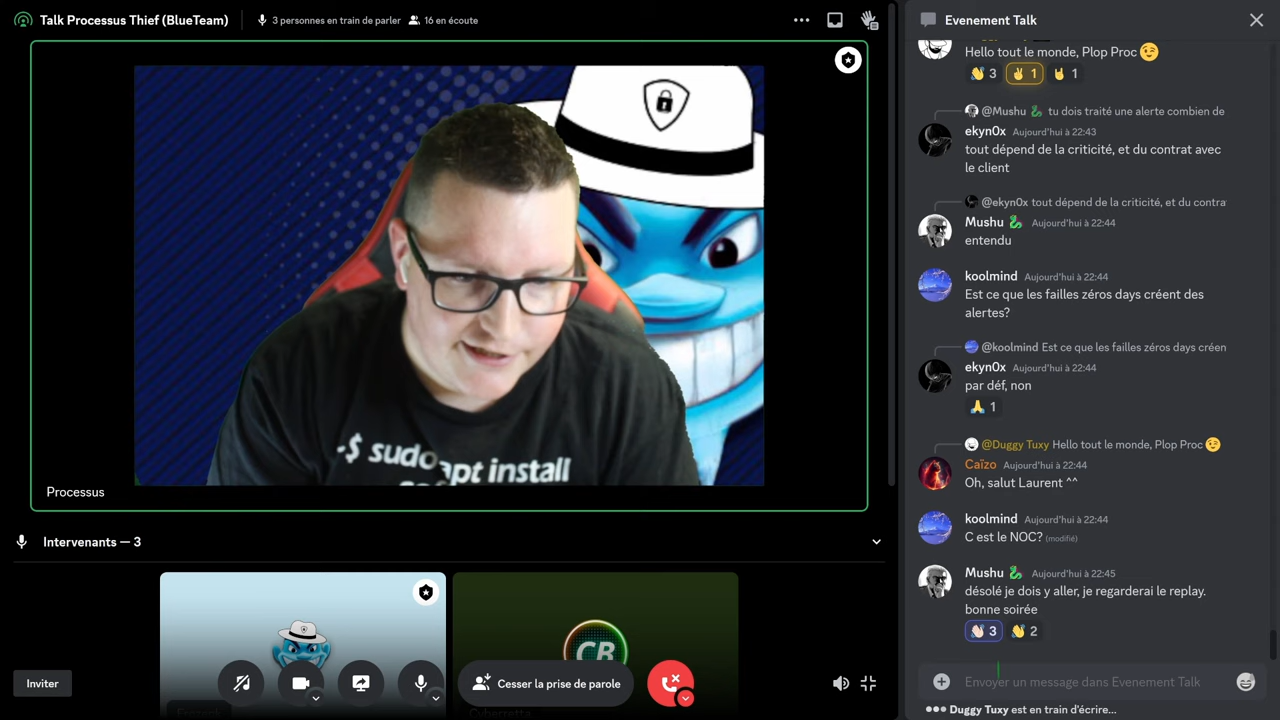 Talk Processus Thief (BlueTeam)
3 personnes en train de parler
16 en écoute
Processus
-$ sudo apt install
Intervenants — 3
CB
Inviter
Cesser la prise de parole
Evenement Talk
Hello tout le monde, Plop Proc 😉
👋 3 ✌ 1 🤘 1
@Mushu 🐍 tu dois traité une alerte combien de
ekyn0x Aujourd'hui à 22:43
tout dépend de la criticité, et du contrat avec
le client
@ekyn0x tout dépend de la criticité, et du contra
Mushu 🐍 Aujourd'hui à 22:44
entendu
koolmind Aujourd'hui à 22:44
Est ce que les failles zéros days créent des
alertes?
@koolmind Est ce que les failles zéros days créen
ekyn0x Aujourd'hui à 22:44
par déf, non
🙏 1
@Duggy Tuxy Hello tout le monde, Plop Proc 😉
Caïzo Aujourd'hui à 22:44
Oh, salut Laurent ^^
koolmind Aujourd'hui à 22:44
C est le NOC? (modifié)
Mushu 🐍 Aujourd'hui à 22:45
désolé je dois y aller, je regarderai le replay.
bonne soirée
👋🏻 3 👋 2
Envoyer un message dans Evenement Talk
Duggy Tuxy est en train d'écrire...